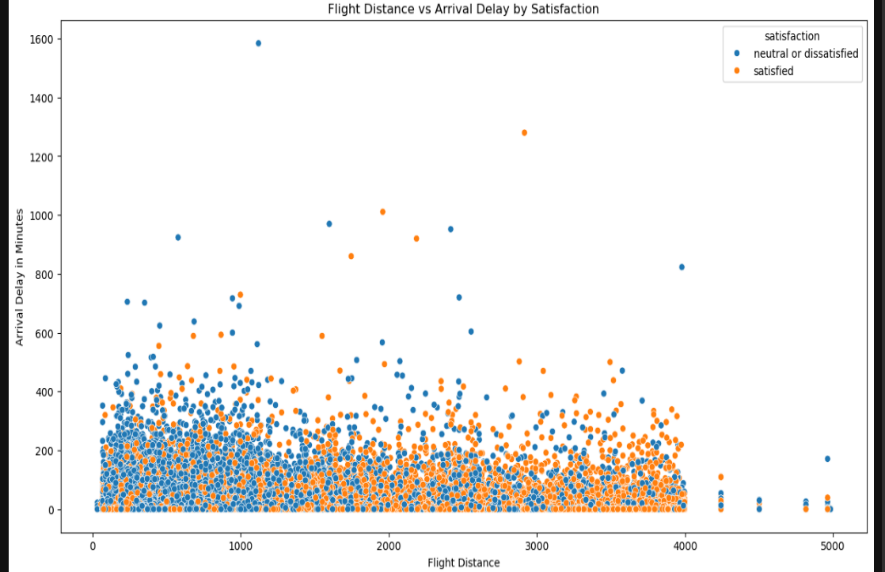 Flight Distance vs Arrival Delay by Satisfaction
satisfaction
neutral or dissatisfied
satisfied
Arrival Delay in Minutes
1600
1400
1200
1000
800
600
400
200
0
0 1000 2000 3000 4000 5000
Flight Distance